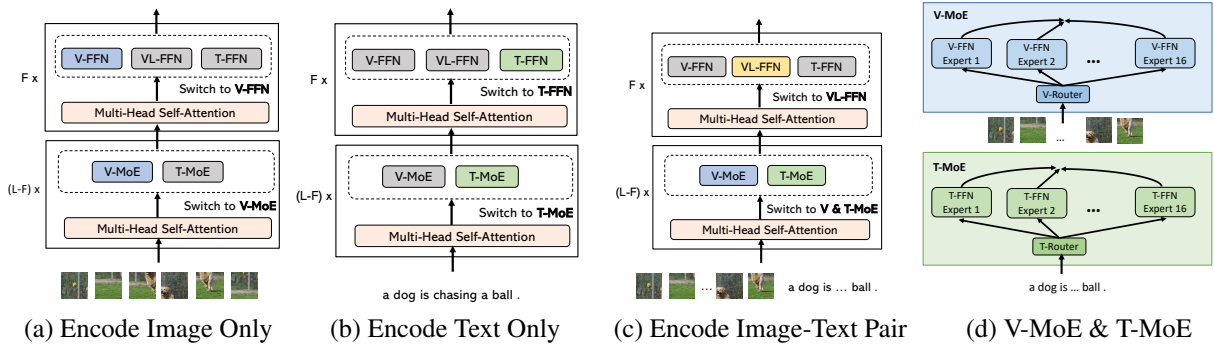 F x
V-FFN VL-FFN T-FFN
Switch to V-FFN
Multi-Head Self-Attention
(L-F) x
V-MoE T-MoE
Switch to V-MoE
Multi-Head Self-Attention
(a) Encode Image Only
F x
V-FFN VL-FFN T-FFN
Switch to T-FFN
Multi-Head Self-Attention
(L-F) x
V-MoE T-MoE
Switch to T-MoE
Multi-Head Self-Attention
a dog is chasing a ball .
(b) Encode Text Only
F x
V-FFN VL-FFN T-FFN
Switch to VL-FFN
Multi-Head Self-Attention
(L-F) x
V-MoE T-MoE
Switch to V & T-MoE
Multi-Head Self-Attention
... a dog is ... ball .
(c) Encode Image-Text Pair
V-MoE
V-FFN V-FFN V-FFN
Expert 1 Expert 2 ... Expert 16
V-Router
...
T-MoE
T-FFN T-FFN T-FFN
Expert 1 Expert 2 ... Expert 16
T-Router
a dog is ... ball .
(d) V-MoE & T-MoE